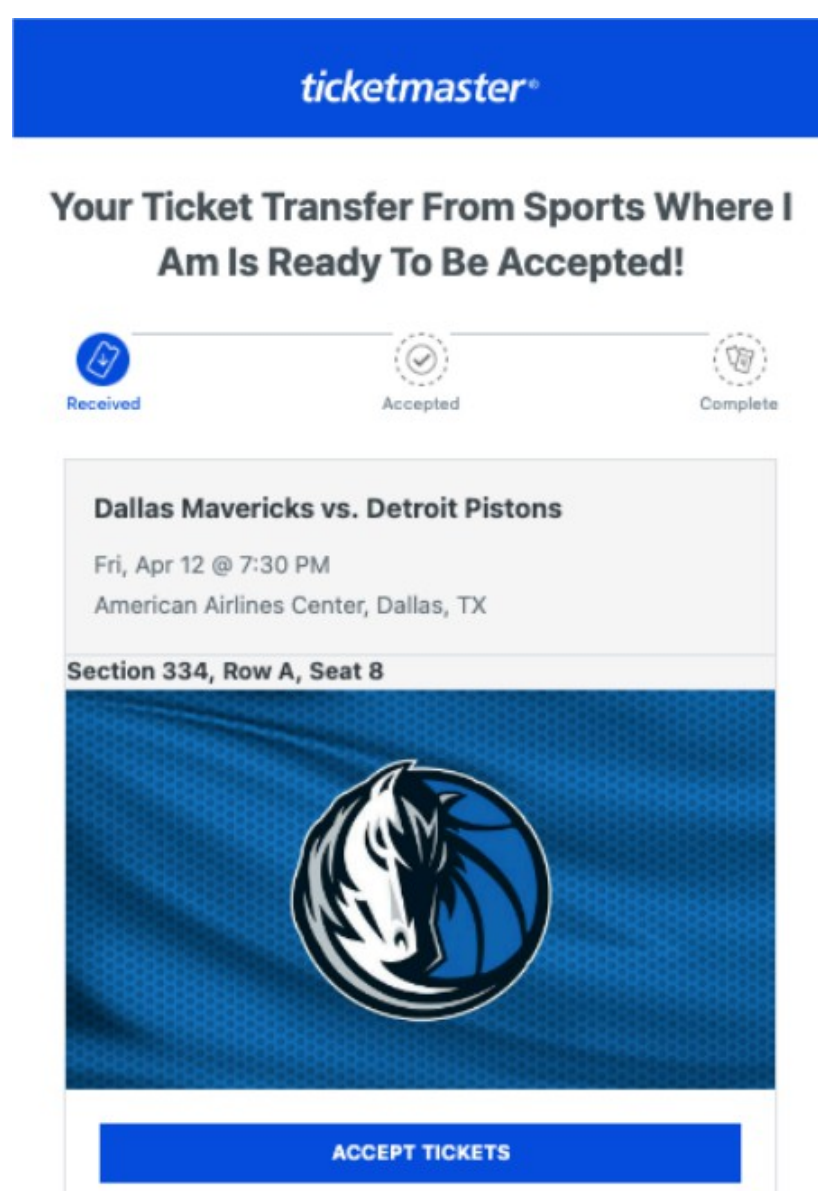 ticketmaster®
Your Ticket Transfer From Sports Where I
Am Is Ready To Be Accepted!
Received Accepted Complete
Dallas Mavericks vs. Detroit Pistons
Fri, Apr 12 @ 7:30 PM
American Airlines Center, Dallas, TX
Section 334, Row A, Seat 8
ACCEPT TICKETS